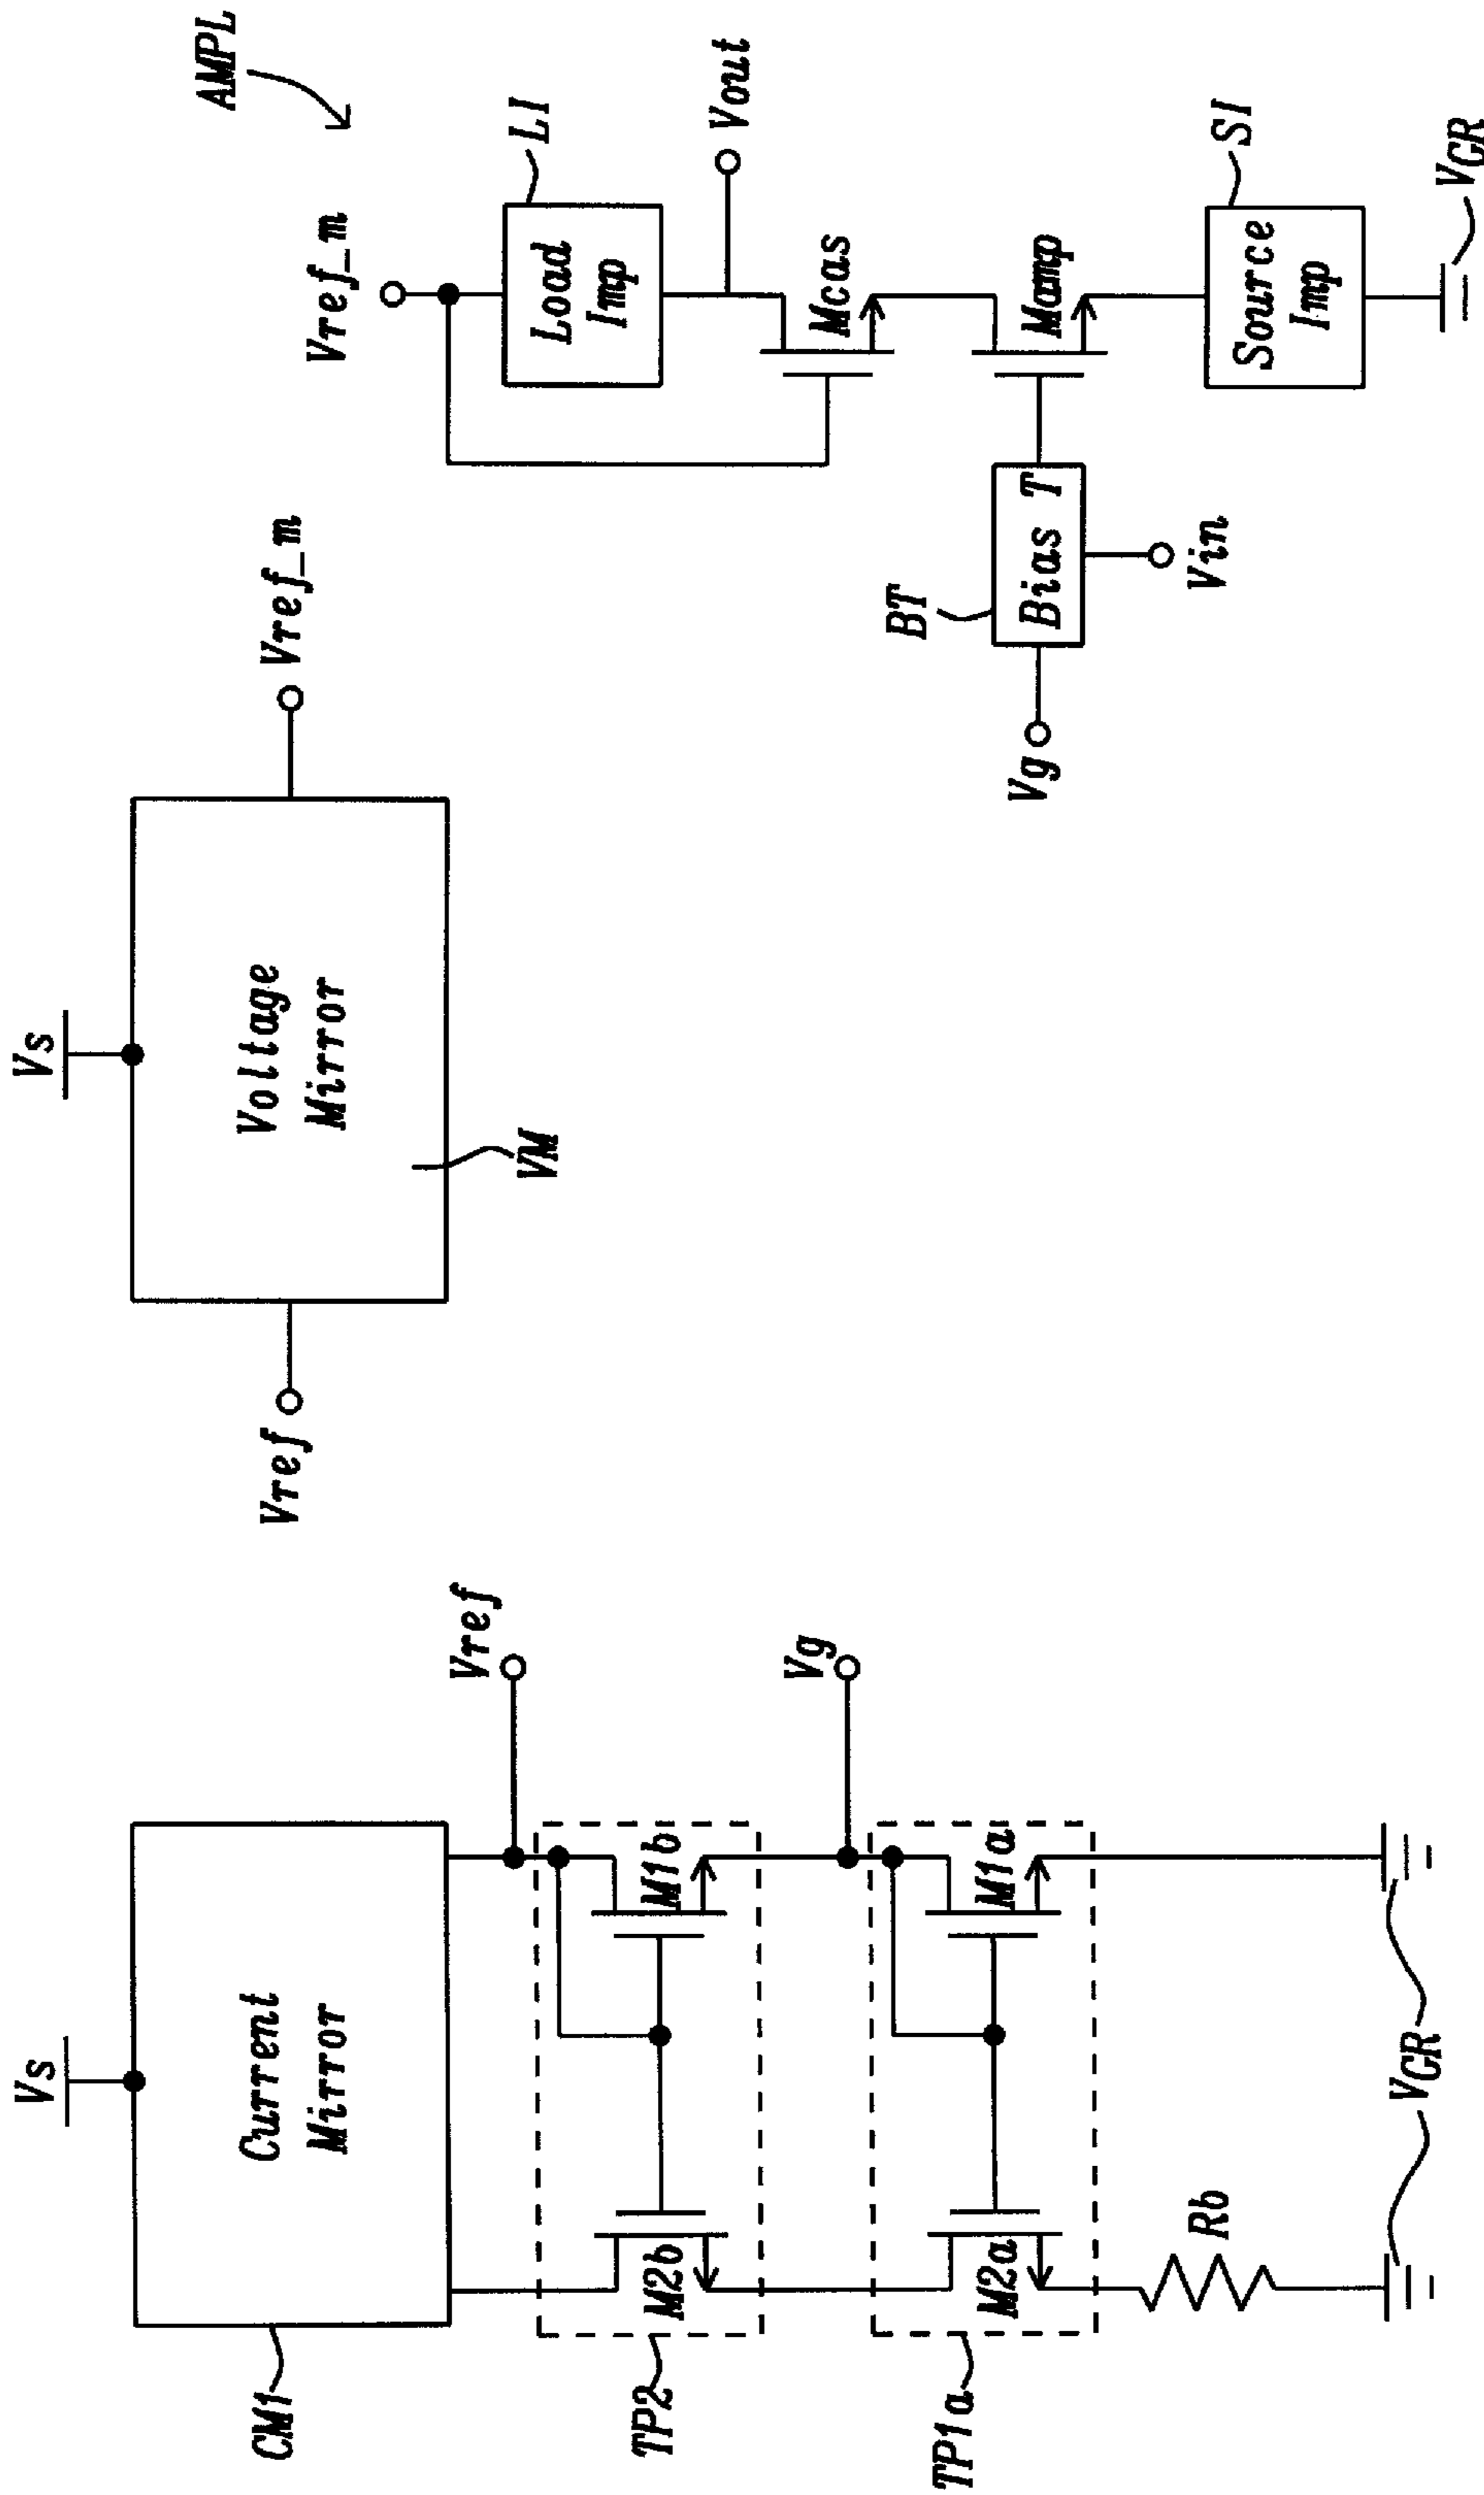 Vs
Current
Mirror
CM1
Vref
TP2
M2b
M1b
Vg
TP1a
M2a
M1a
Rb
VGR
Vs
Voltage
Mirror
VM
Vref
Vref_m
AMPL
Vref_m
Load
Imp
LI
Vout
Mcas
BT
Bias T
Vg
Vin
Mamp
Source
Imp
SI
VGR